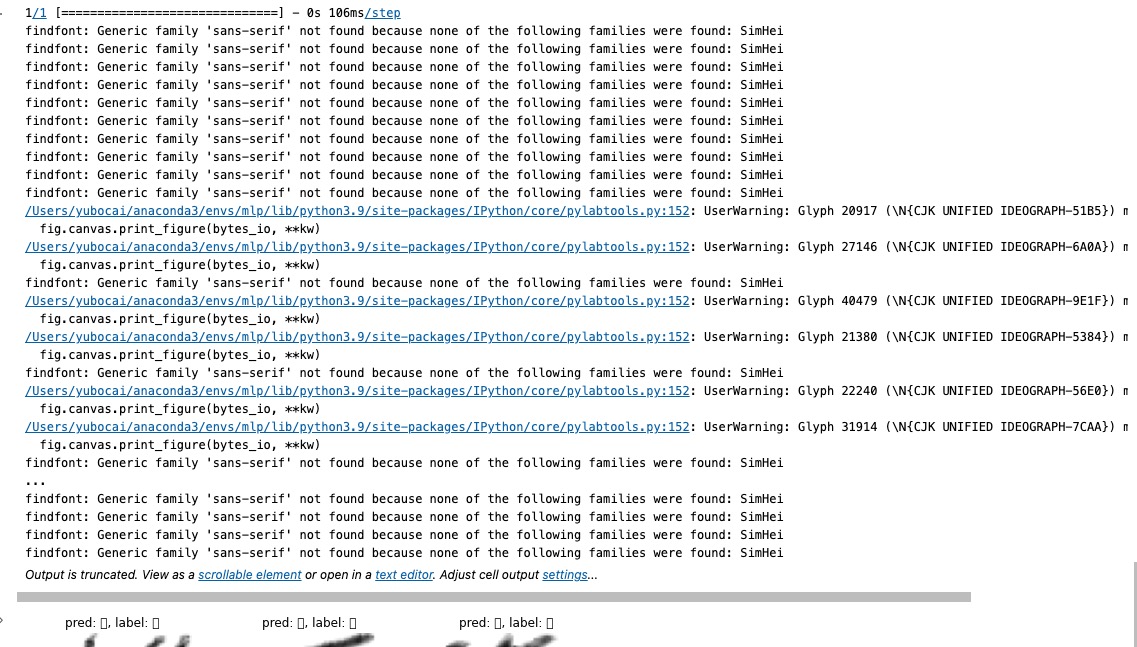 1/1 [==============================] - 0s 106ms/step
findfont: Generic family 'sans-serif' not found because none of the following families were found: SimHei
findfont: Generic family 'sans-serif' not found because none of the following families were found: SimHei
findfont: Generic family 'sans-serif' not found because none of the following families were found: SimHei
findfont: Generic family 'sans-serif' not found because none of the following families were found: SimHei
findfont: Generic family 'sans-serif' not found because none of the following families were found: SimHei
findfont: Generic family 'sans-serif' not found because none of the following families were found: SimHei
findfont: Generic family 'sans-serif' not found because none of the following families were found: SimHei
findfont: Generic family 'sans-serif' not found because none of the following families were found: SimHei
findfont: Generic family 'sans-serif' not found because none of the following families were found: SimHei
findfont: Generic family 'sans-serif' not found because none of the following families were found: SimHei
/Users/yubocai/anaconda3/envs/mlp/lib/python3.9/site-packages/IPython/core/pylabtools.py:152: UserWarning: Glyph 20917 (\N{CJK UNIFIED IDEOGRAPH-51B5})
fig.canvas.print_figure(bytes_io, **kw)
/Users/yubocai/anaconda3/envs/mlp/lib/python3.9/site-packages/IPython/core/pylabtools.py:152: UserWarning: Glyph 27146 (\N{CJK UNIFIED IDEOGRAPH-6A0A})
fig.canvas.print_figure(bytes_io, **kw)
findfont: Generic family 'sans-serif' not found because none of the following families were found: SimHei
/Users/yubocai/anaconda3/envs/mlp/lib/python3.9/site-packages/IPython/core/pylabtools.py:152: UserWarning: Glyph 40479 (\N{CJK UNIFIED IDEOGRAPH-9E1F})
fig.canvas.print_figure(bytes_io, **kw)
/Users/yubocai/anaconda3/envs/mlp/lib/python3.9/site-packages/IPython/core/pylabtools.py:152: UserWarning: Glyph 21380 (\N{CJK UNIFIED IDEOGRAPH-5384})
fig.canvas.print_figure(bytes_io, **kw)
findfont: Generic family 'sans-serif' not found because none of the following families were found: SimHei
/Users/yubocai/anaconda3/envs/mlp/lib/python3.9/site-packages/IPython/core/pylabtools.py:152: UserWarning: Glyph 22240 (\N{CJK UNIFIED IDEOGRAPH-56E0})
fig.canvas.print_figure(bytes_io, **kw)
/Users/yubocai/anaconda3/envs/mlp/lib/python3.9/site-packages/IPython/core/pylabtools.py:152: UserWarning: Glyph 31914 (\N{CJK UNIFIED IDEOGRAPH-7CAA})
fig.canvas.print_figure(bytes_io, **kw)
findfont: Generic family 'sans-serif' not found because none of the following families were found: SimHei
...
findfont: Generic family 'sans-serif' not found because none of the following families were found: SimHei
findfont: Generic family 'sans-serif' not found because none of the following families were found: SimHei
findfont: Generic family 'sans-serif' not found because none of the following families were found: SimHei
findfont: Generic family 'sans-serif' not found because none of the following families were found: SimHei
Output is truncated. View as a scrollable element or open in a text editor. Adjust cell output settings...
pred: ▯, label: ▯ pred: ▯, label: ▯ pred: ▯, label: ▯